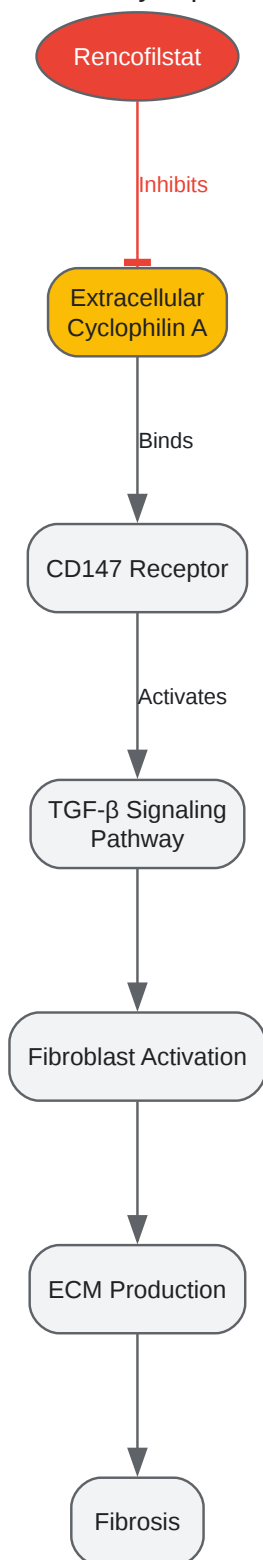 Rencofilstat
Inhibits
Extracellular
Cyclophilin A
Binds
CD147 Receptor
Activates
TGF-β Signaling
Pathway
Fibroblast Activation
ECM Production
Fibrosis